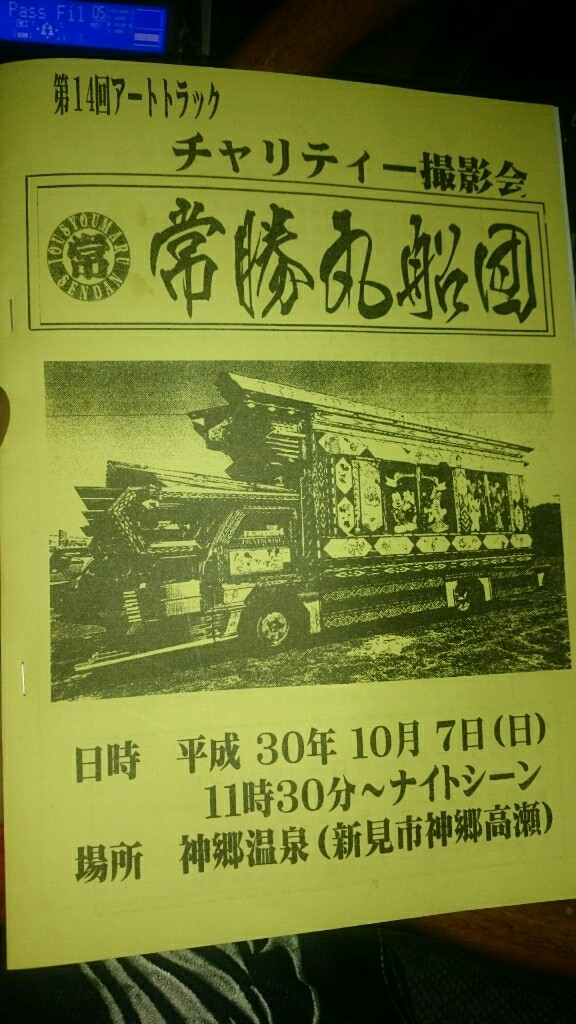 Pass Fil 05
第14回アートトラック
チャリティー撮影会
常
常勝丸船団
日時 平成 30年 10月 7日(日)
11時30分～ナイトシーン
場所 神郷温泉(新見市神郷高瀬)